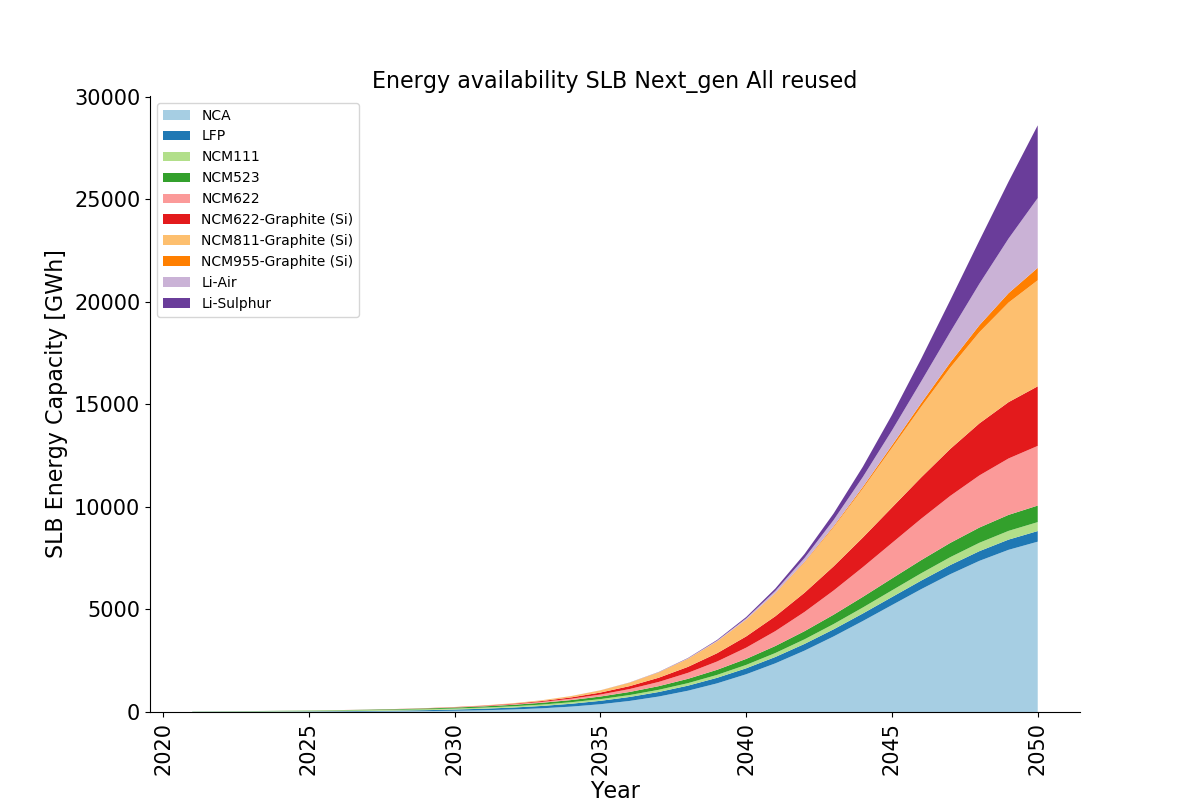 Energy availability SLB Next_gen All reused
30000
25000
20000
15000
10000
5000
0
SLB Energy Capacity [GWh]
NCA
LFP
NCM111
NCM523
NCM622
NCM622-Graphite (Si)
NCM811-Graphite (Si)
NCM955-Graphite (Si)
Li-Air
Li-Sulphur
2020
2025
2030
2035
2040
2045
2050
Year